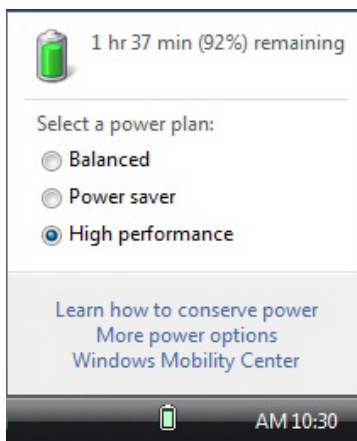 1 hr 37 min (92%) remaining
Select a power plan:
Balanced
Power saver
High performance
Learn how to conserve power
More power options
Windows Mobility Center
AM 10:30